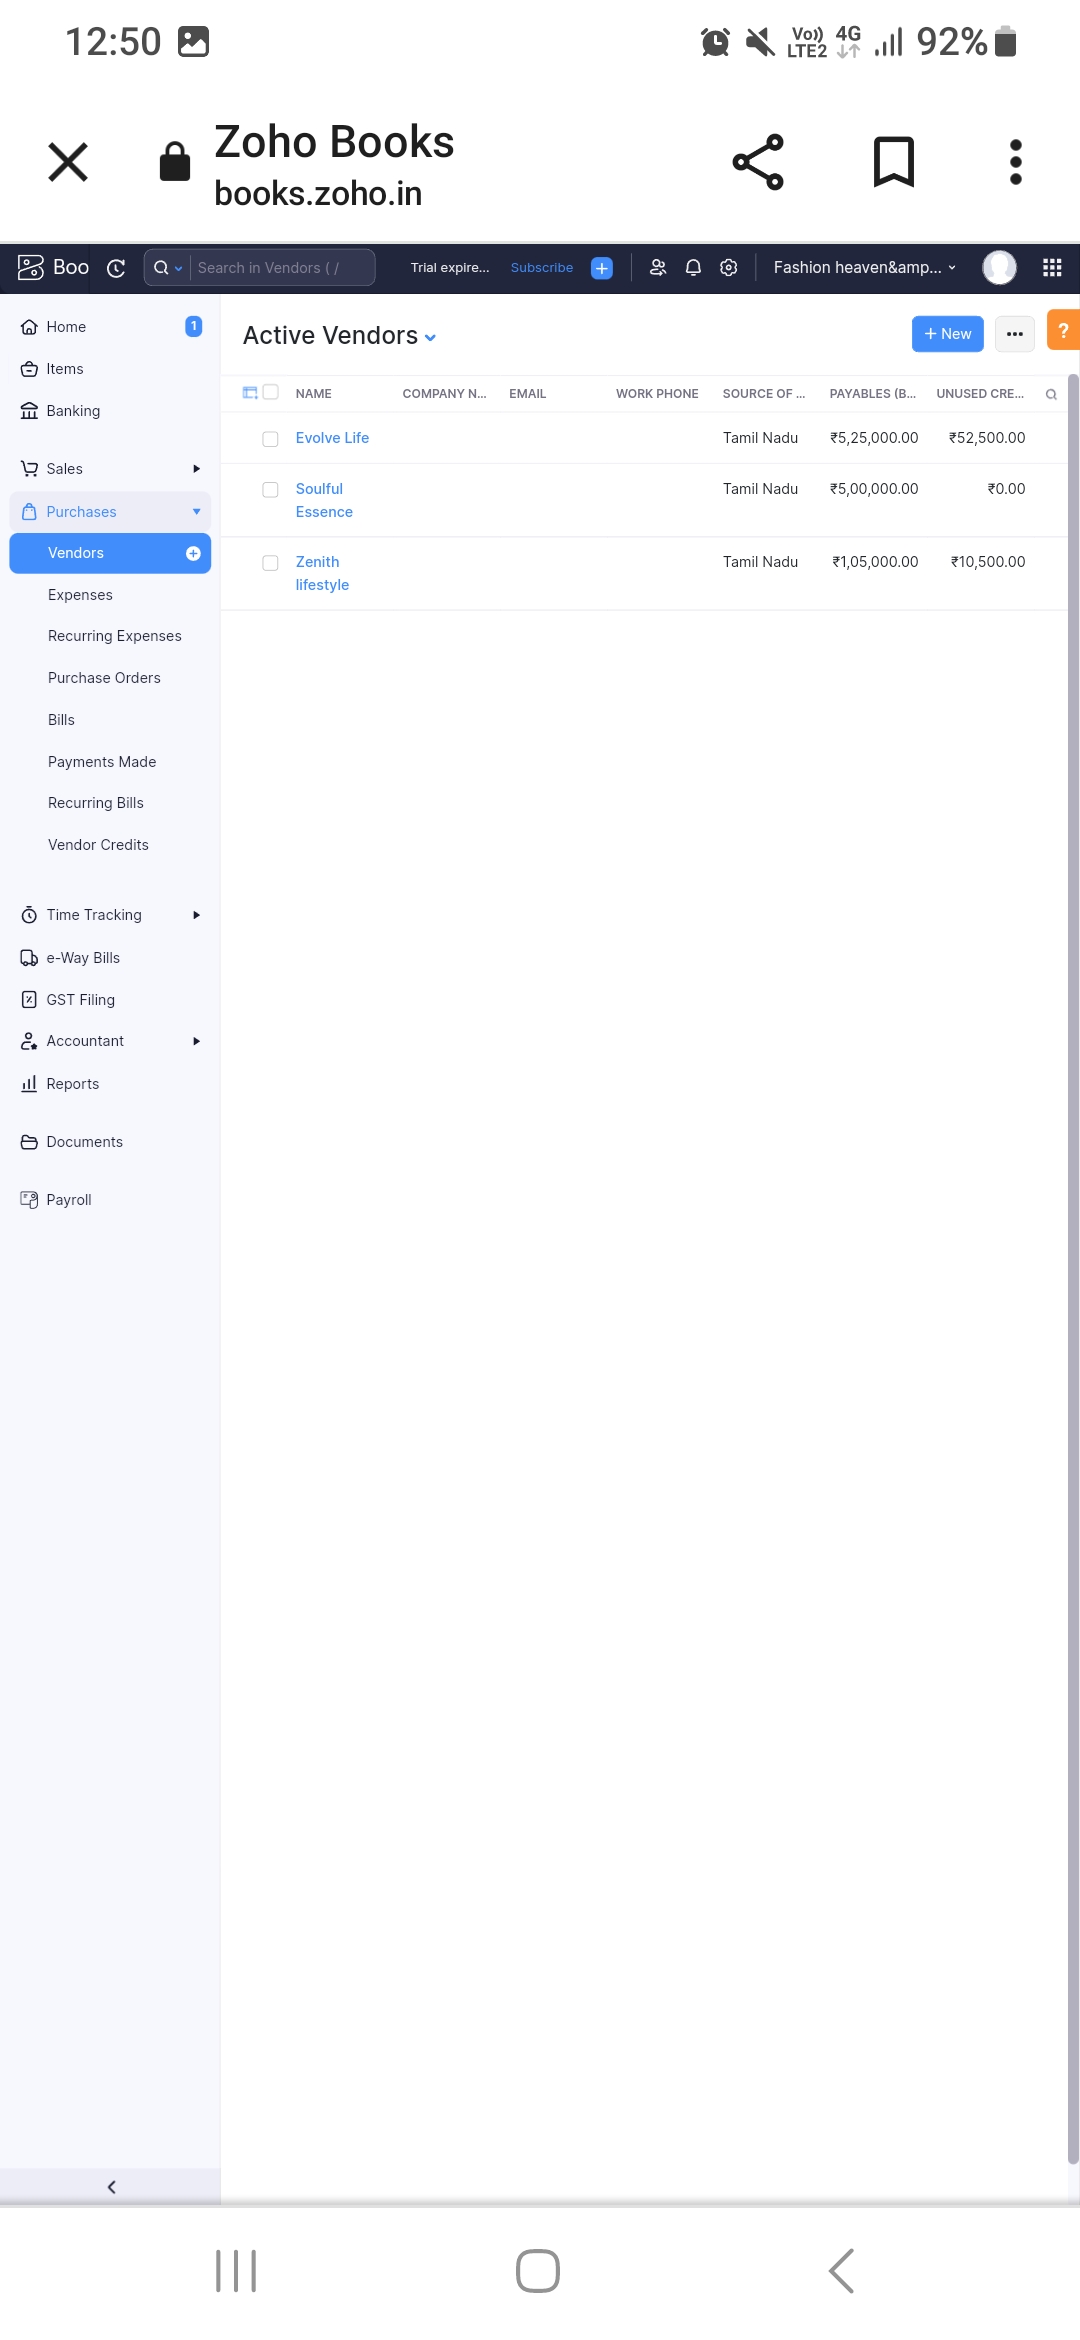 12:50
Vo)) LTE2 4G 92%
Zoho Books
books.zoho.in
Boo
Search in Vendors ( /
Trial expire... Subscribe
Fashion heaven&amp...
Home 1
Items
Banking
Sales
Purchases
Vendors
Expenses
Recurring Expenses
Purchase Orders
Bills
Payments Made
Recurring Bills
Vendor Credits
Time Tracking
e-Way Bills
GST Filing
Accountant
Reports
Documents
Payroll
Active Vendors
+ New
?
NAME COMPANY N... EMAIL WORK PHONE SOURCE OF ... PAYABLES (B... UNUSED CRE...
Evolve Life Tamil Nadu ₹5,25,000.00 ₹52,500.00
Soulful Tamil Nadu ₹5,00,000.00 ₹0.00
Essence
Zenith Tamil Nadu ₹1,05,000.00 ₹10,500.00
lifestyle